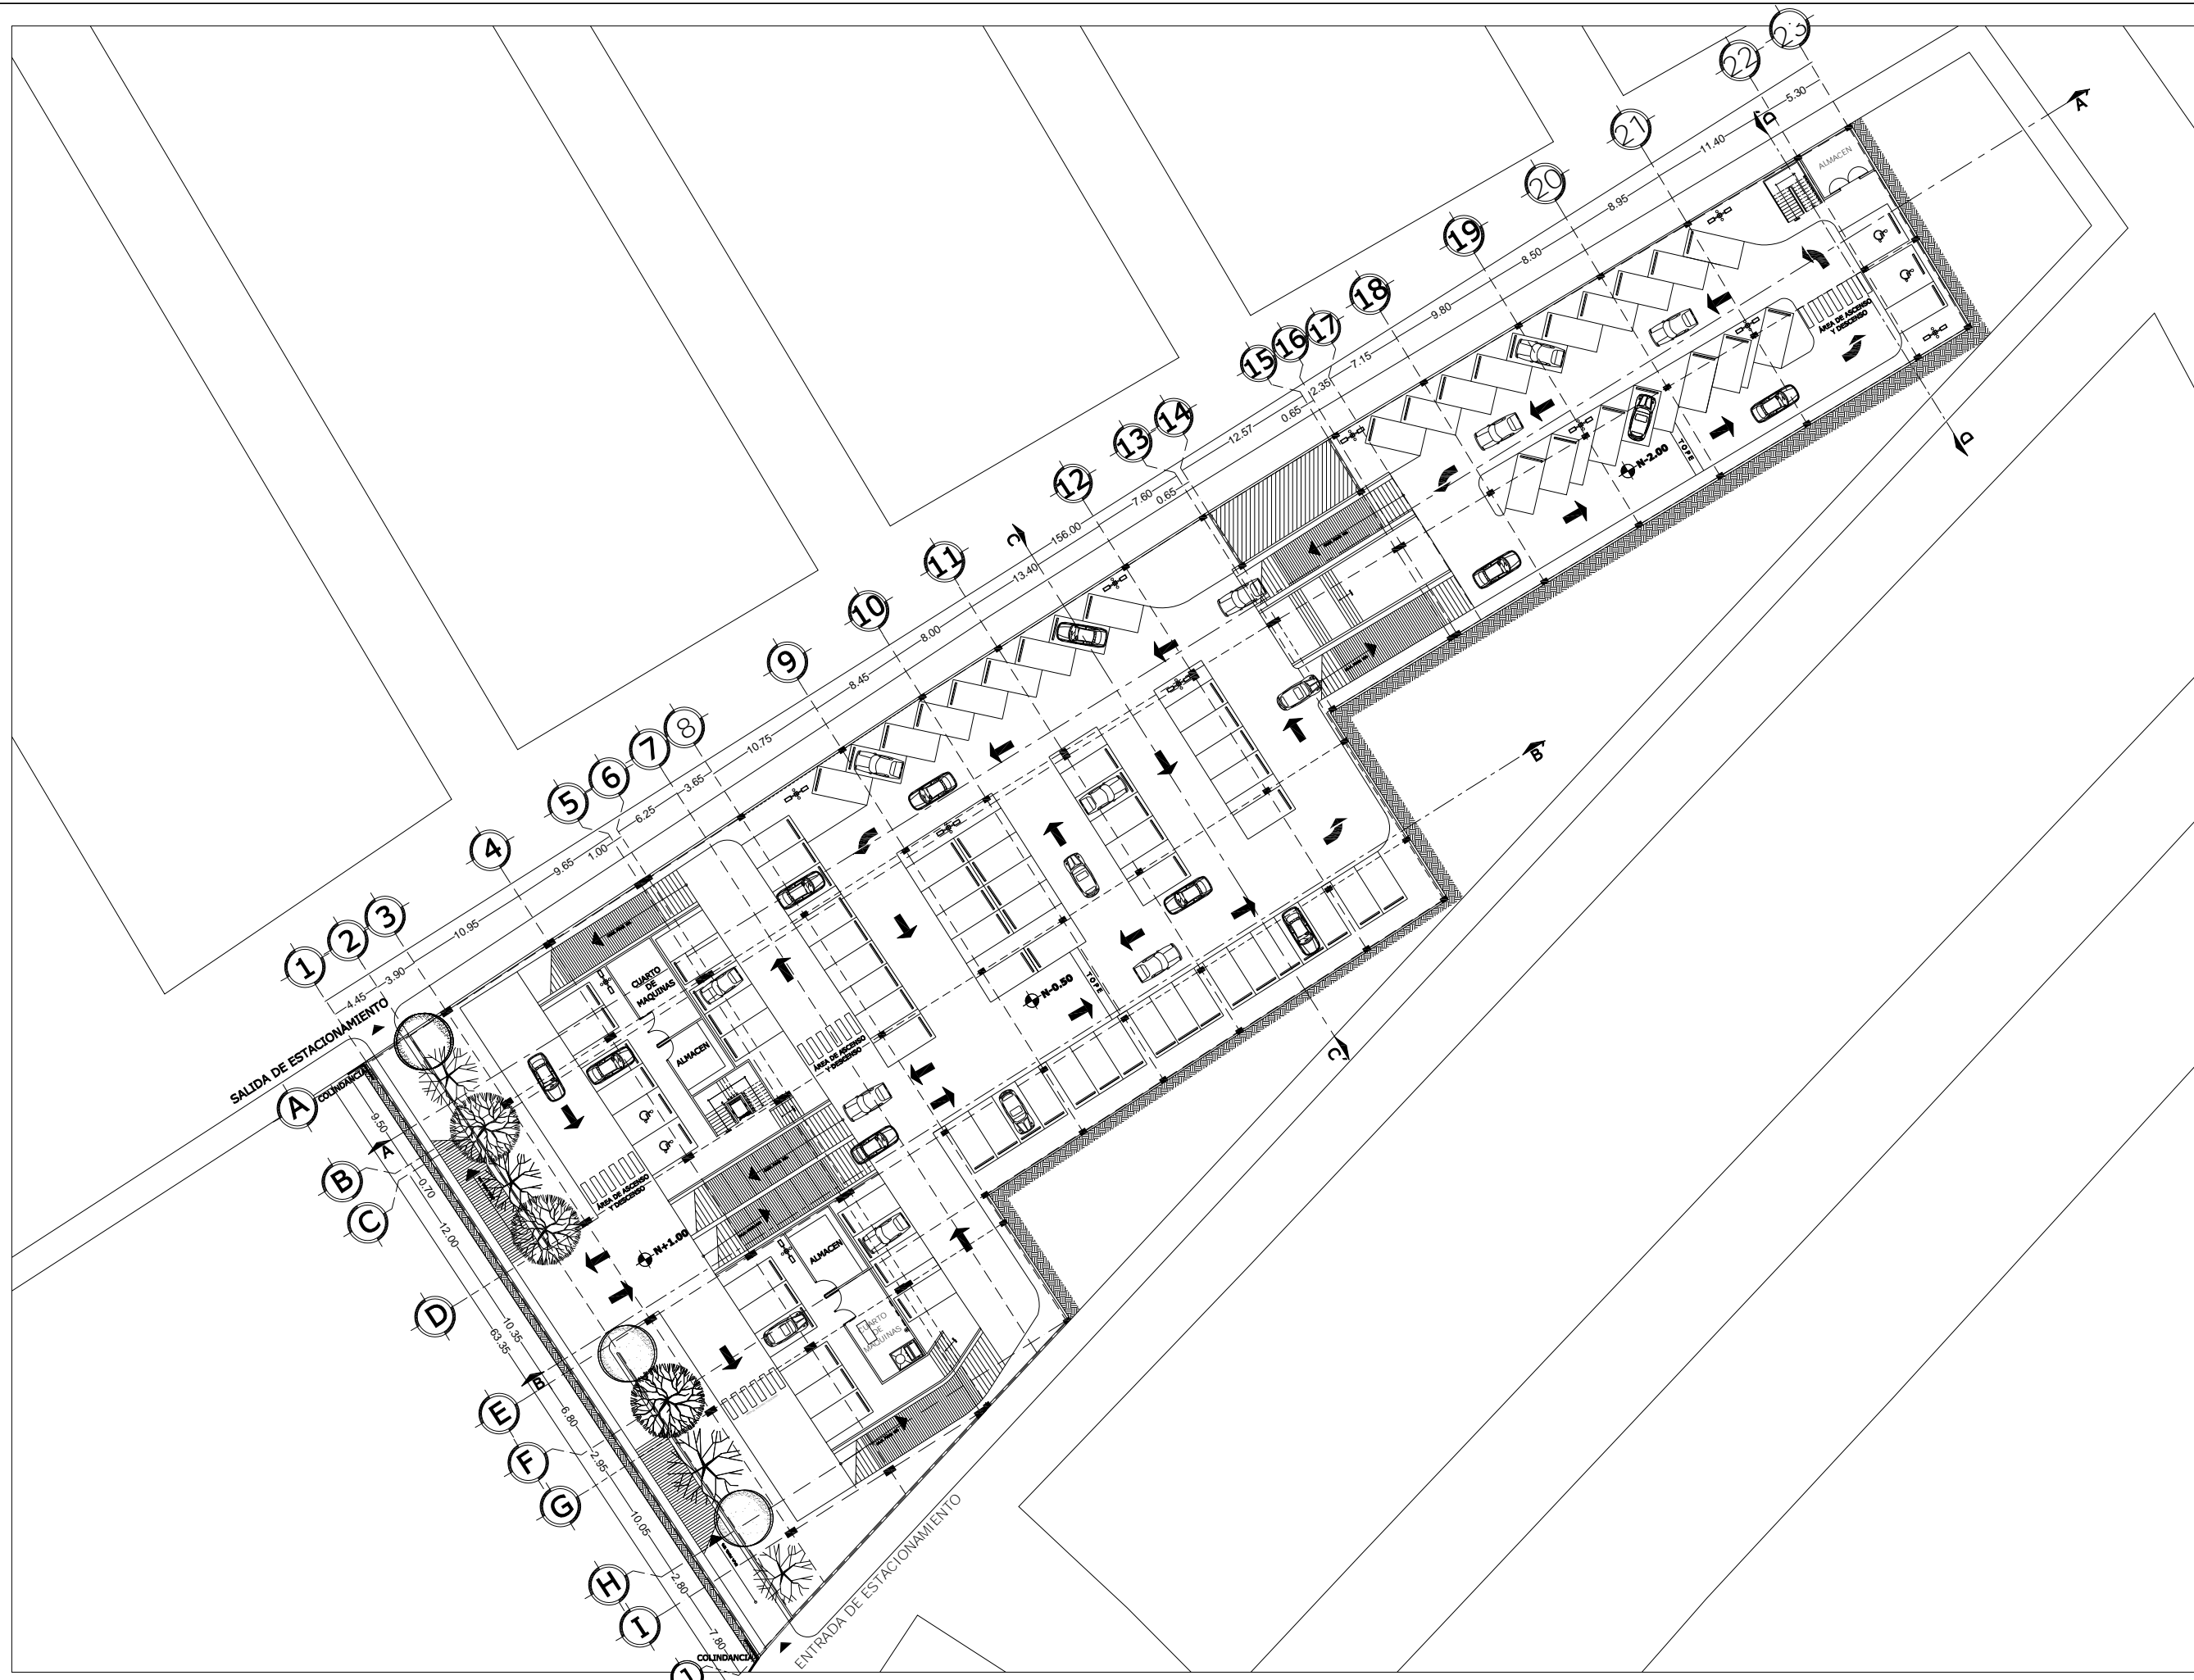 23
22
21
20
19
18
17
16
15
14
13
12
11
10
9
8
7
6
5
4
3
2
1
5.30
11.40
8.95
8.50
9.80
7.15
2.35
0.65
12.57
0.65
7.60
156.00
13.40
8.00
8.45
10.75
3.65
6.25
1.00
9.65
10.95
3.90
4.45
A
D
ALMACEN
ÁREA DE ASCENSO
Y DESCENSO
TOPE
N-2.00
D
C
B
CUARTO
DE
MAQUINAS
ALMACEN
ÁREA DE ASCENSO
Y DESCENSO
N-0.50
TOPE
C
SALIDA DE ESTACIONAMIENTO
COLINDANCIA
A
B
C
D
E
F
G
H
I
J
9.50
0.70
12.00
10.35
63.35
6.80
2.95
10.05
2.80
7.80
A
B
ÁREA DE ASCENSO
Y DESCENSO
N+1.00
ALMACEN
CUARTO
DE
MAQUINAS
COLINDANCIA
ENTRADA DE ESTACIONAMIENTO